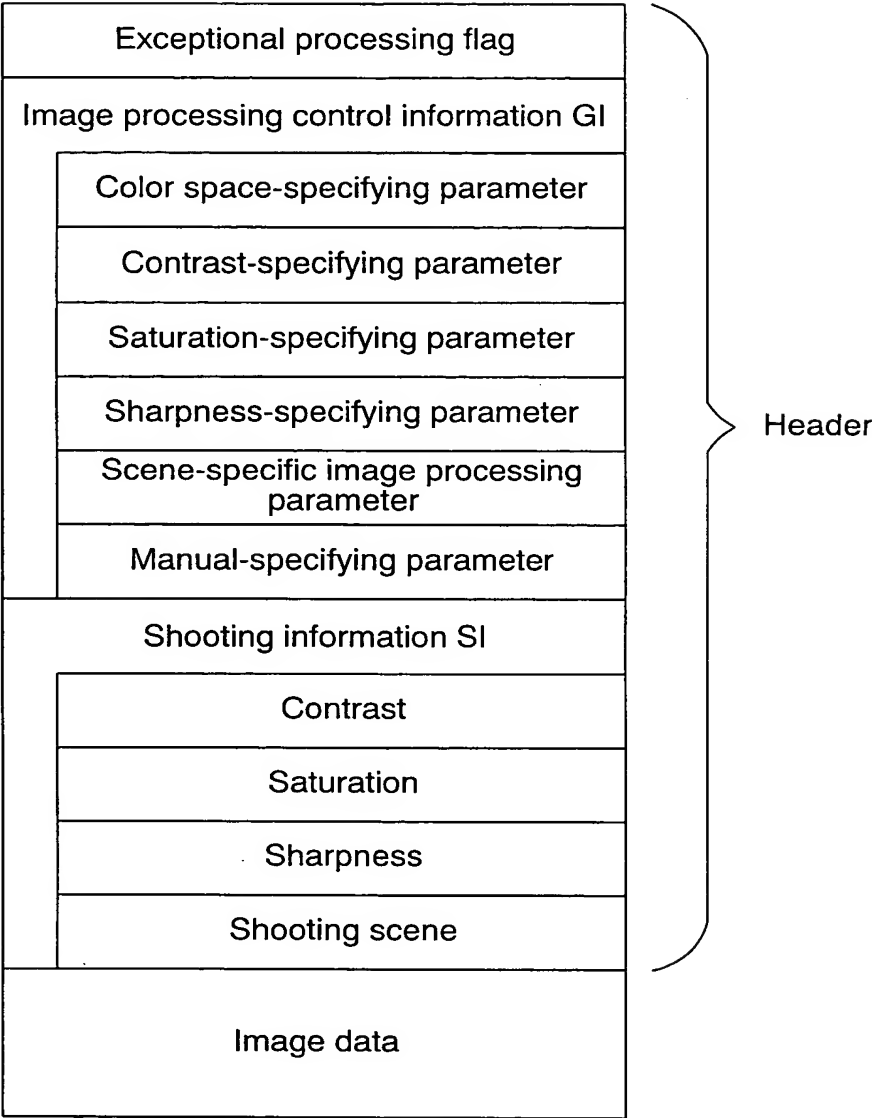 Exceptional processing flag
Image processing control information GI
Color space-specifying parameter
Contrast-specifying parameter
Saturation-specifying parameter
Sharpness-specifying parameter
Scene-specific image processing
parameter
Manual-specifying parameter
Shooting information SI
Contrast
Saturation
Sharpness
Shooting scene
Image data
Header